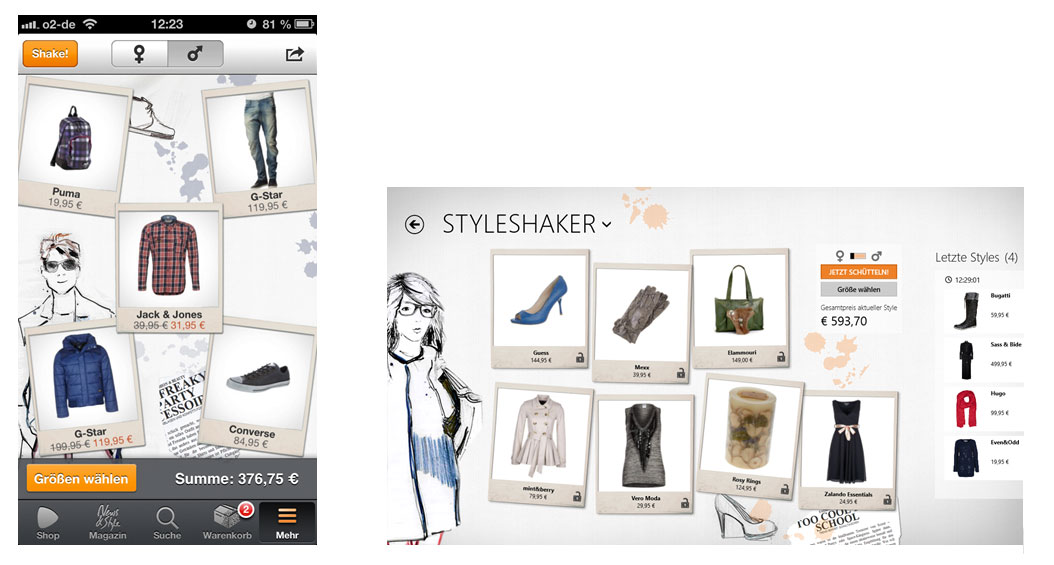 o2-de 12:23 81 %
Shake!
Puma
19,95 €
G-Star
119,95 €
Jack & Jones
39,95 € 31,95 €
FREAKY
PARTY
G-Star
199,95 € 119,95 €
Converse
84,95 €
Größen wählen Summe: 376,75 €
2
Shop News & Style Magazin Suche Warenkorb Mehr
STYLESHAKER
Guess
144,95 €
Mexx
39,95 €
Elammouri
149,00 €
mint&berry
79,95 €
Vero Moda
29,95 €
Rosy Rings
124,95 €
Zalando Essentials
24,95 €
TOO COOL
SCHOOL
JETZT SCHÜTTELN!
Größe wählen
Gesamtpreis aktueller Style
€ 593,70
Letzte Styles (4)
12:29:01
Bugatti
59,95 €
Sass & Bide
499,95 €
Hugo
99,95 €
Even&Odd
19,95 €